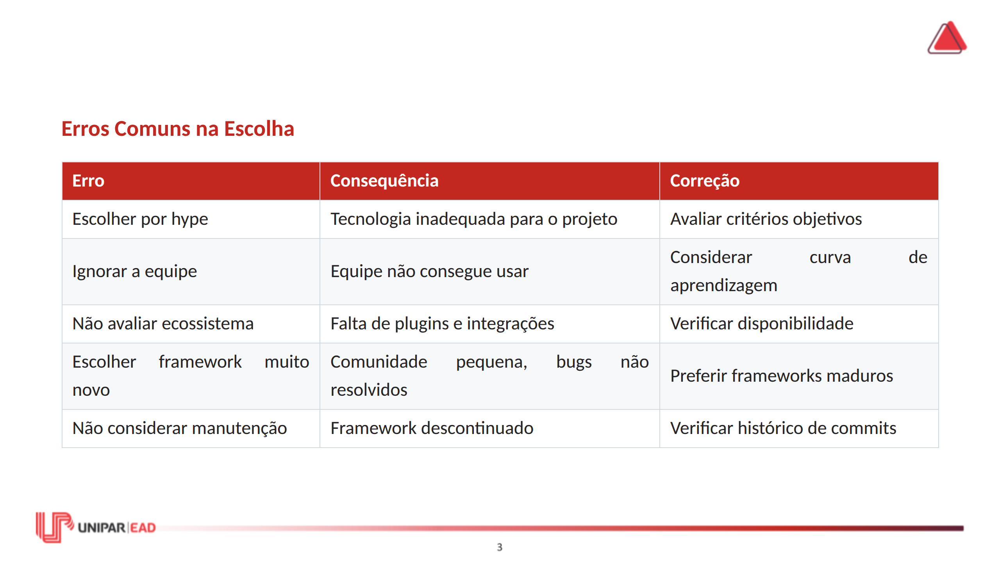 Erros Comuns na Escolha
Erro Consequência Correção
Escolher por hype Tecnologia inadequada para o projeto Avaliar critérios objetivos
Ignorar a equipe Equipe não consegue usar Considerar curva de
aprendizagem
Não avaliar ecossistema Falta de plugins e integrações Verificar disponibilidade
Escolher framework muito
novo
Comunidade pequena, bugs não
resolvidos
Preferir frameworks maduros
Não considerar manutenção Framework descontinuado Verificar histórico de commits
UNIPAR|EAD
3